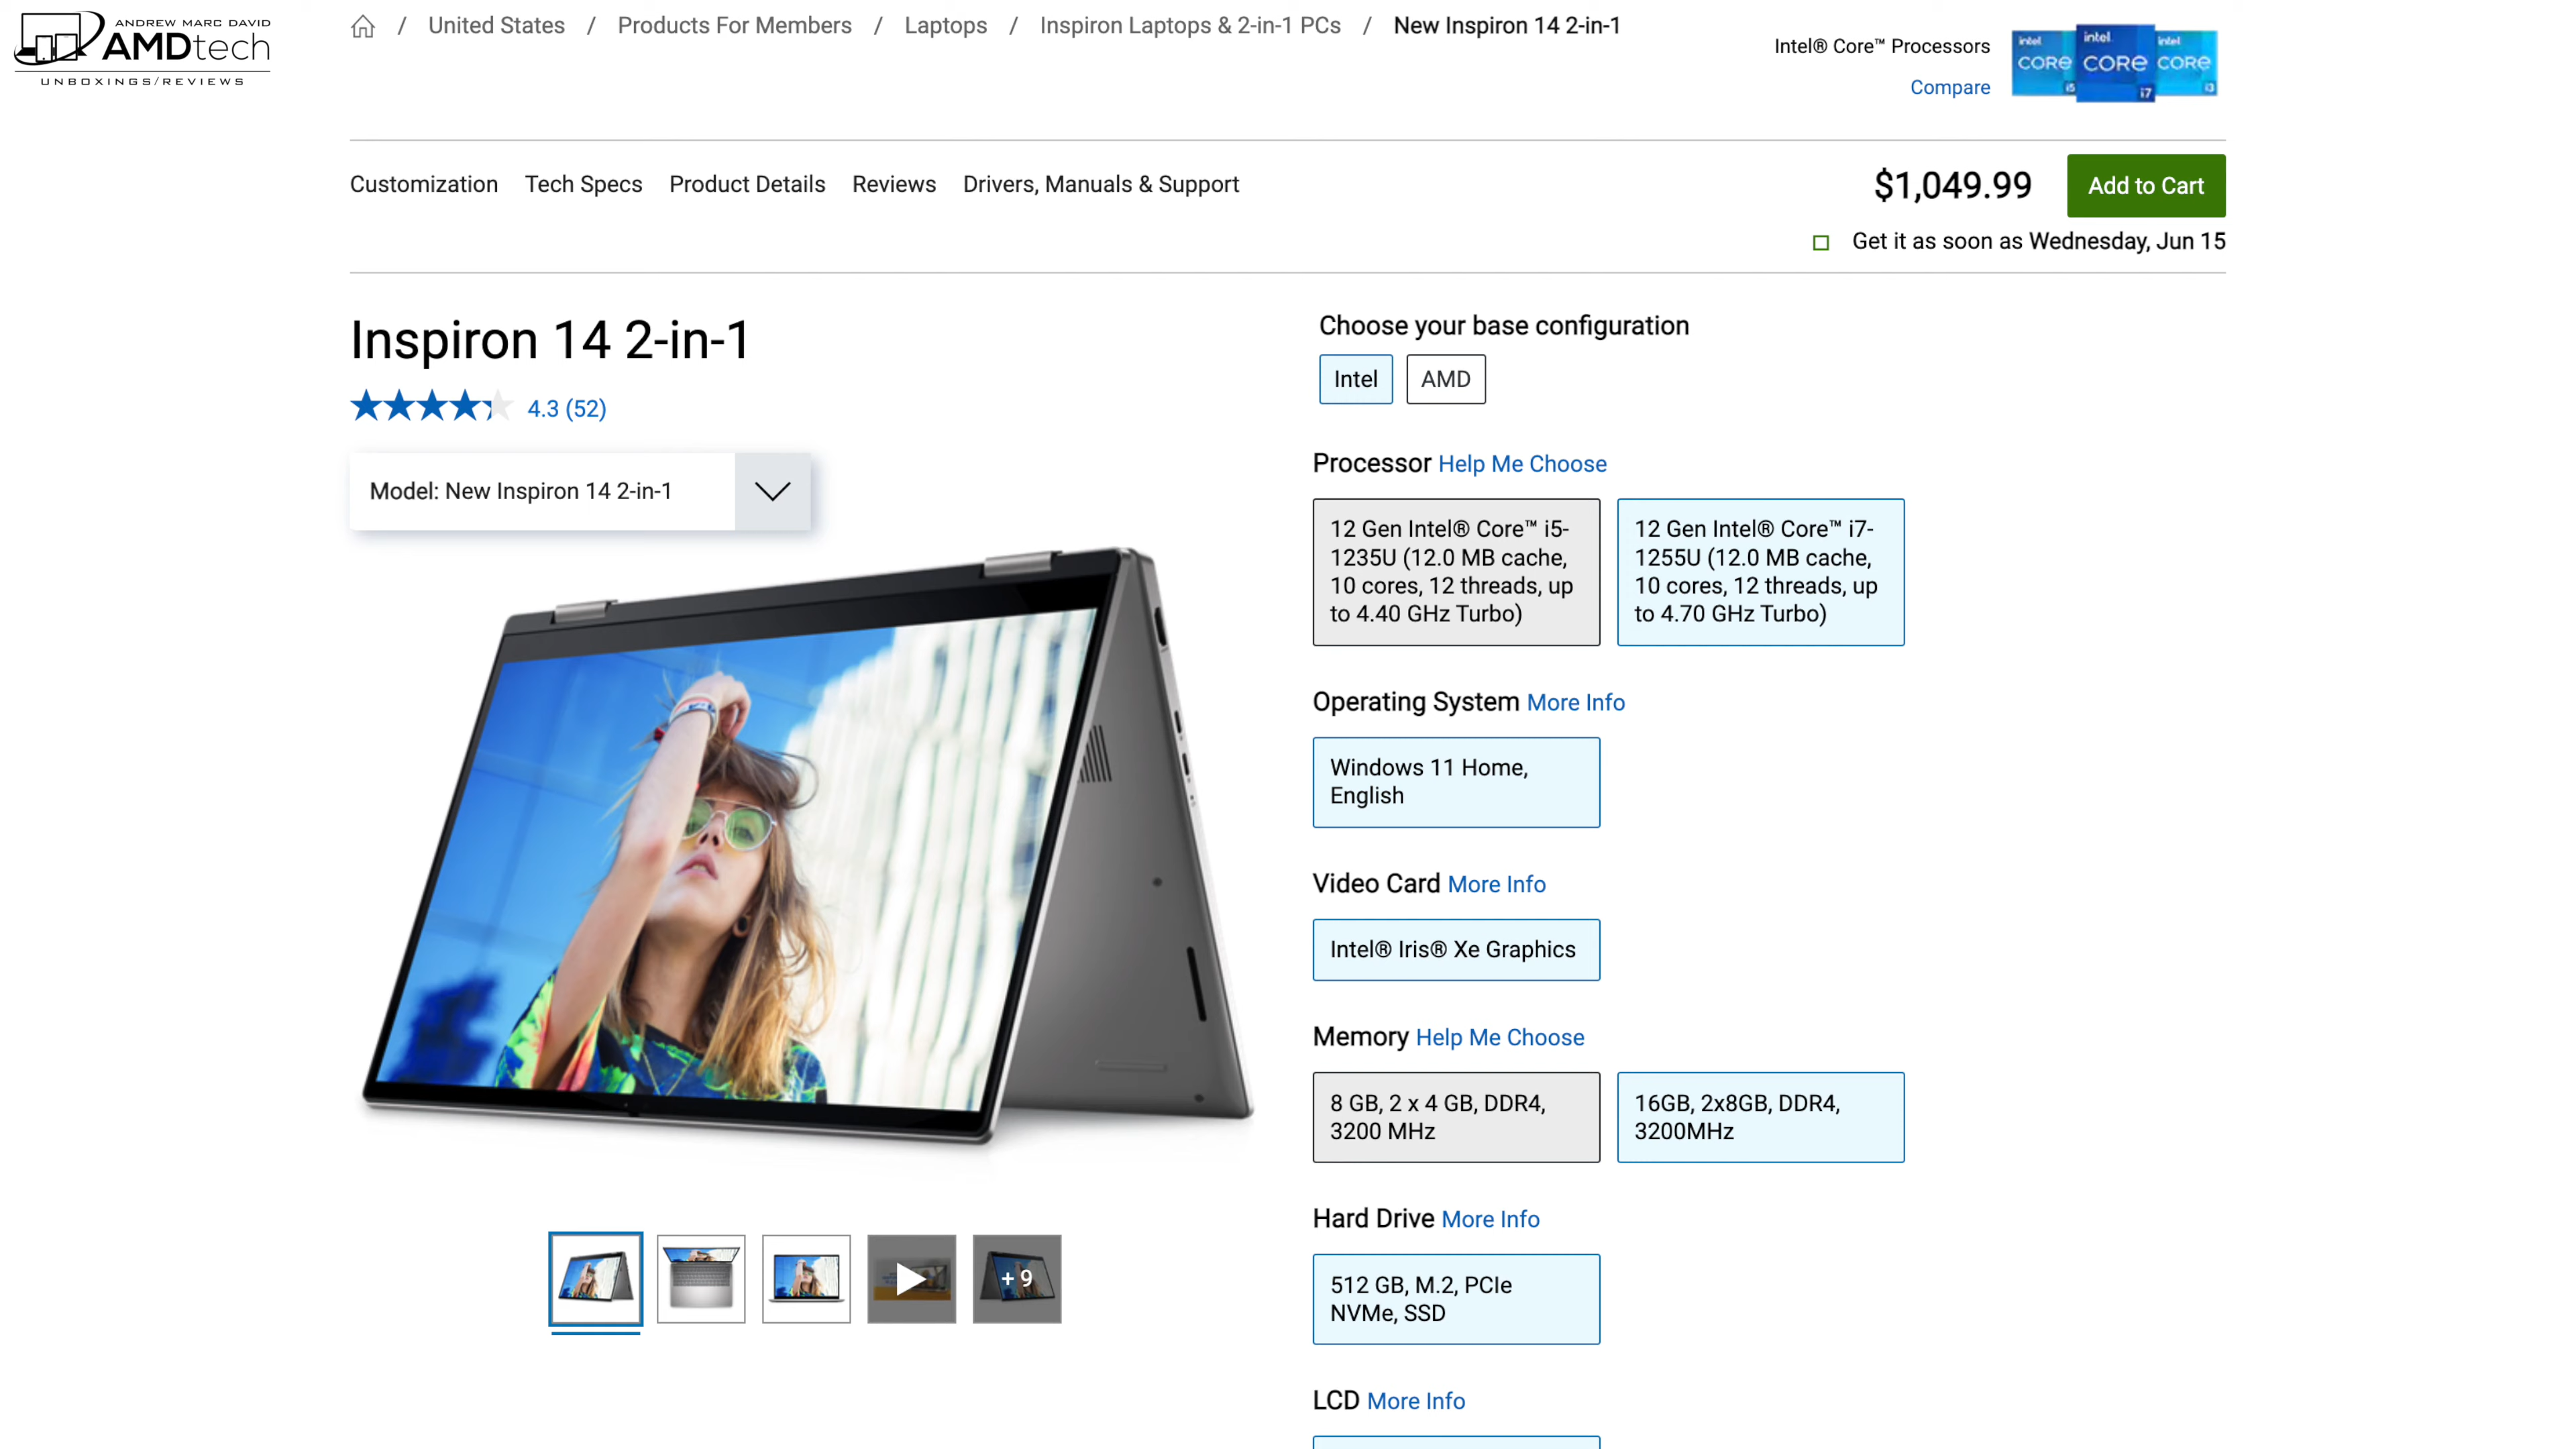 ANDREW MARC DAVID
AMDtech
UNBOXINGS/REVIEWS
/ United States / Products For Members / Laptops / Inspiron Laptops & 2-in-1 PCs / New Inspiron 14 2-in-1
Intel® Core™ Processors
Compare
intel CORE i5
intel CORE i7
intel CORE i3
Customization Tech Specs Product Details Reviews Drivers, Manuals & Support
$1,049.99
Add to Cart
Get it as soon as Wednesday, Jun 15
Inspiron 14 2-in-1
4.3 (52)
Model: New Inspiron 14 2-in-1
+ 9
Choose your base configuration
Intel
AMD
Processor Help Me Choose
12 Gen Intel® Core™ i5-
1235U (12.0 MB cache,
10 cores, 12 threads, up
to 4.40 GHz Turbo)
12 Gen Intel® Core™ i7-
1255U (12.0 MB cache,
10 cores, 12 threads, up
to 4.70 GHz Turbo)
Operating System More Info
Windows 11 Home,
English
Video Card More Info
Intel® Iris® Xe Graphics
Memory Help Me Choose
8 GB, 2 x 4 GB, DDR4,
3200 MHz
16GB, 2x8GB, DDR4,
3200MHz
Hard Drive More Info
512 GB, M.2, PCIe
NVMe, SSD
LCD More Info